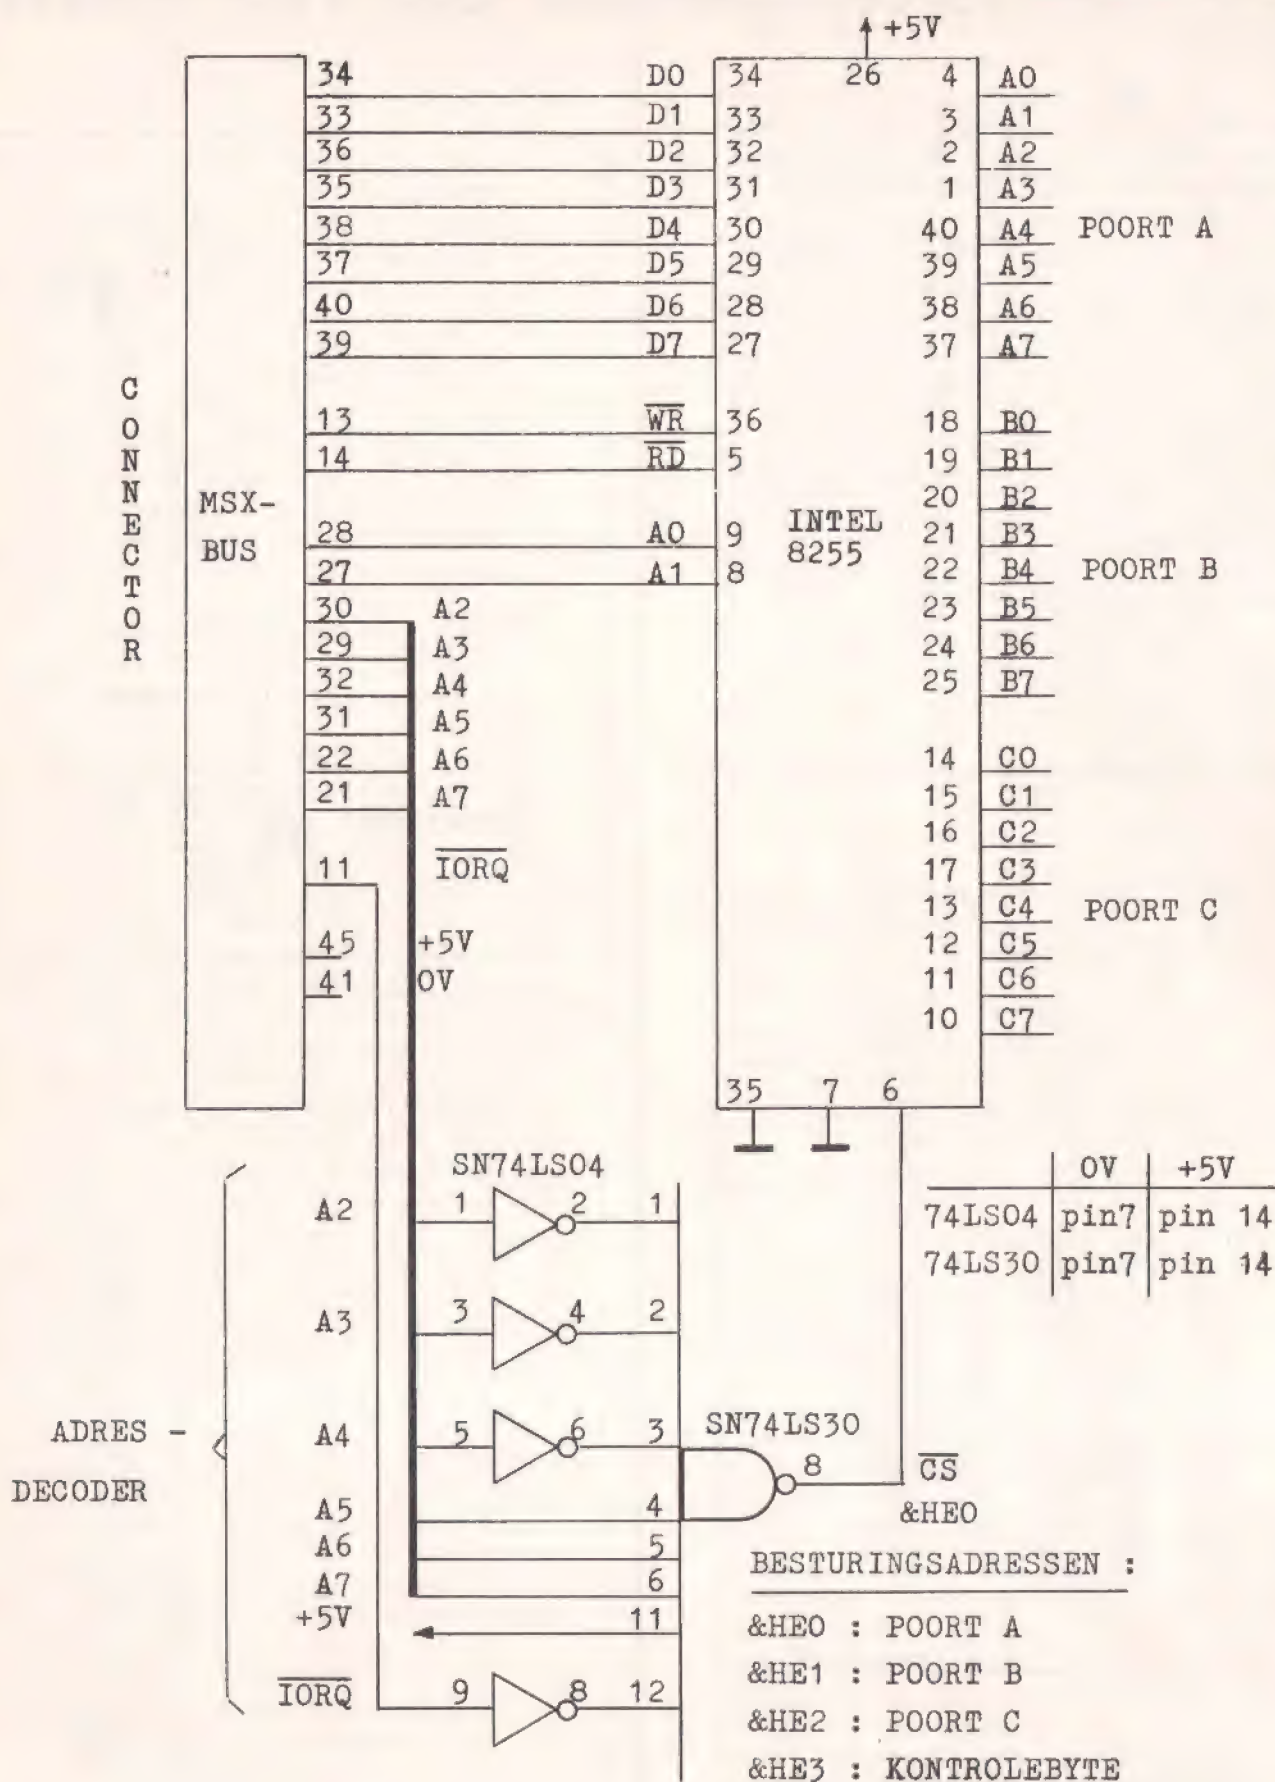 +5V
34 D0 34 26 4 A0
33 D1 33 3 A1
36 D2 32 2 A2
35 D3 31 1 A3
38 D4 30 40 A4 POORT A
37 D5 29 39 A5
40 D6 28 38 A6
39 D7 27 37 A7
CONNECTOR
13 WR 36 18 B0
14 RD 5 19 B1
MSX-
BUS
20 B2
28 A0 9 INTEL 21 B3
8255
27 A1 8 22 B4 POORT B
30 A2 23 B5
29 A3 24 B6
32 A4 25 B7
31 A5
22 A6 14 C0
21 A7 15 C1
16 C2
11 IORQ 17 C3
13 C4 POORT C
45 +5V 12 C5
41 0V 11 C6
10 C7
35 7 6
SN74LS04
0V +5V
A2 1 2 1 74LS04 pin7 pin 14
74LS30 pin7 pin 14
A3 3 4 2
ADRES -
DECODER
A4 5 6 3 SN74LS30
8 CS
A5 4 &HE0
A6 5
A7 6
+5V 11
IORQ 9 8 12
BESTURINGSADRESSEN :
&HE0 : POORT A
&HE1 : POORT B
&HE2 : POORT C
&HE3 : KONTROLEBYTE